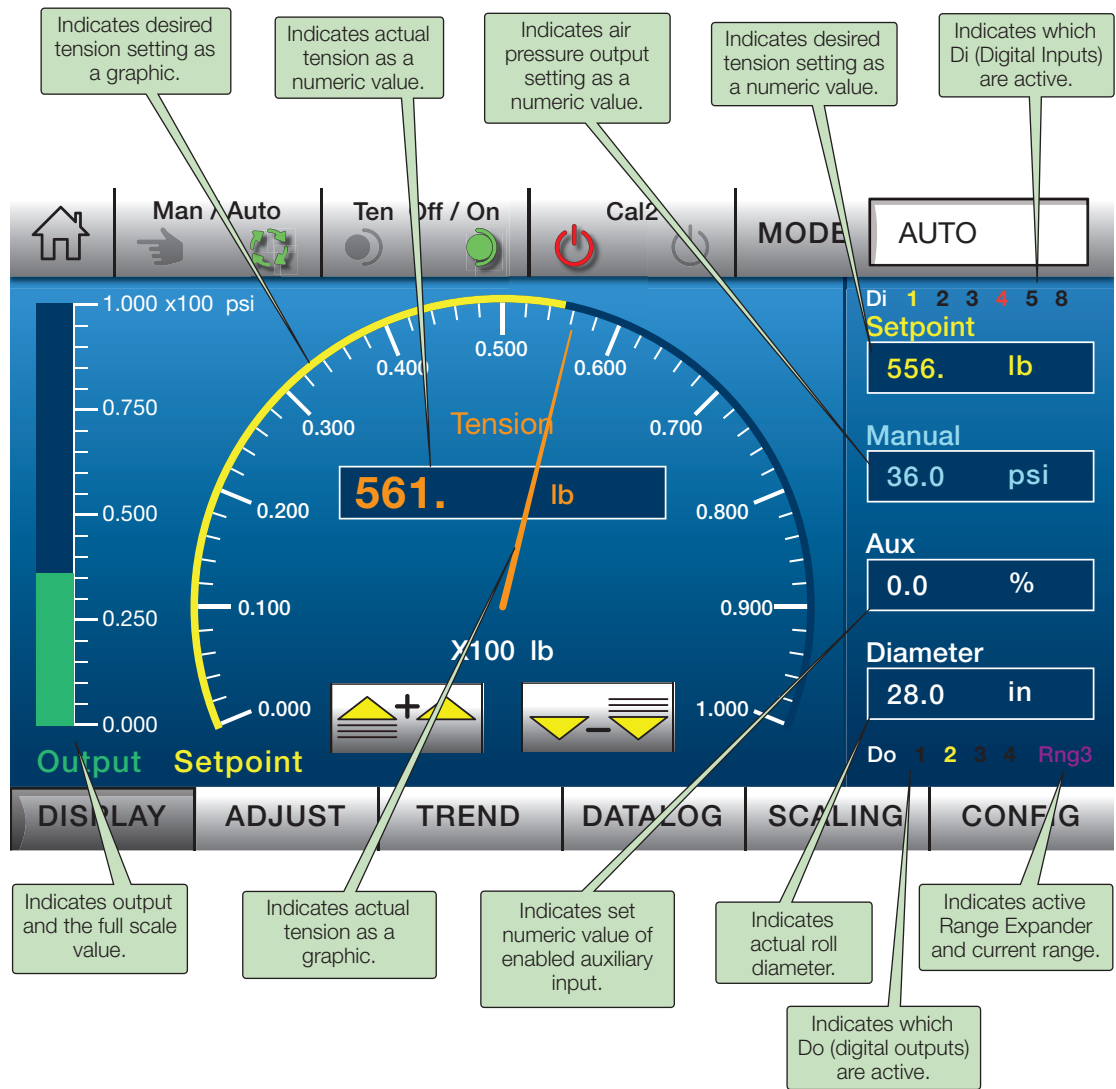 Indicates desired
tension setting as
a graphic.
Indicates actual
tension as a
numeric value.
Indicates air
pressure output
setting as a
numeric value.
Indicates desired
tension setting as
a numeric value.
Indicates which
Di (Digital Inputs)
are active.
Man / Auto
Ten Off / On
Cal2
MODE
AUTO
1.000 x100 psi
0.750
0.500
0.250
0.000
Output
Setpoint
0.000
0.100
0.200
0.300
0.400
0.500
0.600
0.700
0.800
0.900
1.000
Tension
561. lb
X100 lb
+
-
Di 1 2 3 4 5 8
Setpoint
556. lb
Manual
36.0 psi
Aux
0.0 %
Diameter
28.0 in
Do 1 2 3 4 Rng3
DISPLAY
ADJUST
TREND
DATALOG
SCALING
CONFIG
Indicates output
and the full scale
value.
Indicates actual
tension as a
graphic.
Indicates set
numeric value of
enabled auxiliary
input.
Indicates
actual roll
diameter.
Indicates active
Range Expander
and current range.
Indicates which
Do (digital outputs)
are active.